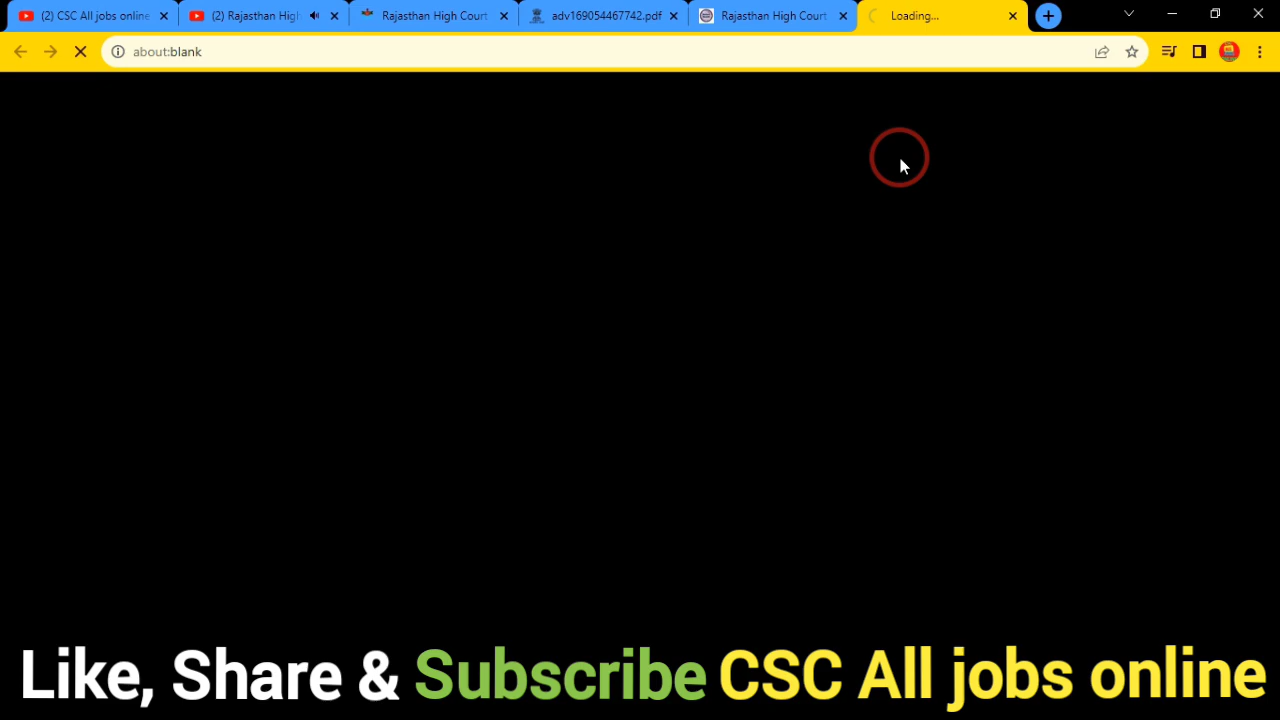 (2) CSC All jobs online
(2) Rajasthan High
Rajasthan High Court
adv169054467742.pdf
Rajasthan High Court
Loading...
about:blank
Like, Share & Subscribe CSC All jobs online